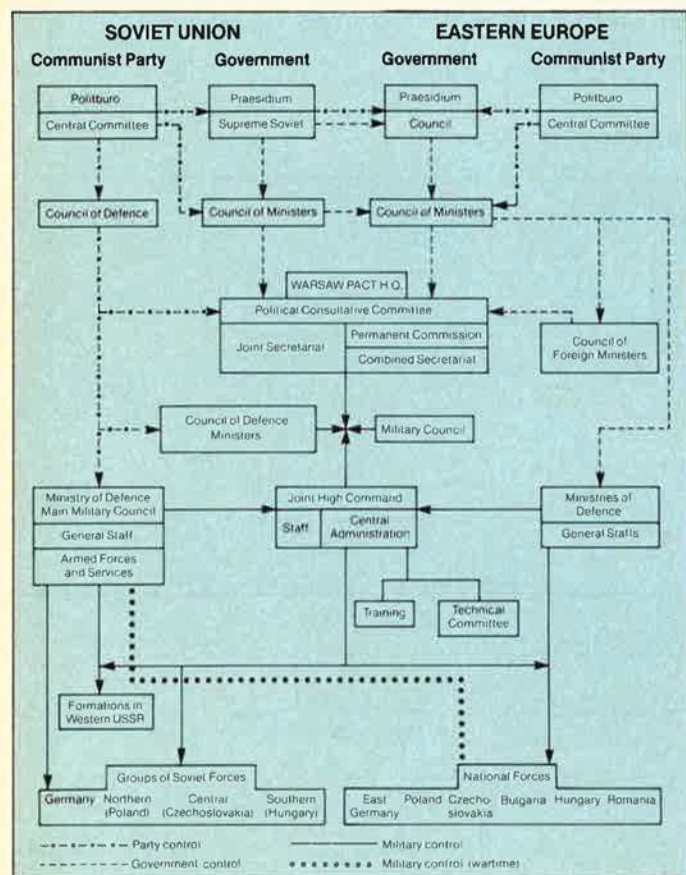 SOVIET UNION
EASTERN EUROPE
Communist Party
Government
Government
Communist Party
Politburo
Central Committee
Praesidium
Supreme Soviet
Praesidium
Council
Politburo
Central Committee
Council of Defence
Council of Ministers
Council of Ministers
WARSAW PACT H.Q.
Political Consultative Committee
Joint Secretarial
Permanent Commission
Combined Secretarial
Council of
Foreign Ministers
Council of Defence
Ministers
Military Council
Ministry of Defence
Main Military Council
General Staff
Armed Forces
and Services
Joint High Command
Staff
Central
Administration
Ministries of
Defence
General Staffs
Training
Technical
Committee
Formations in
Western USSR
Groups of Soviet Forces
Germany
Northern
(Poland)
Central
(Czechoslovakia)
Southern
(Hungary)
National Forces
East
Germany
Poland
Czecho-
slovakia
Bulgaria
Hungary
Romania
Party control
Military control
Government control
Military control (wartime)